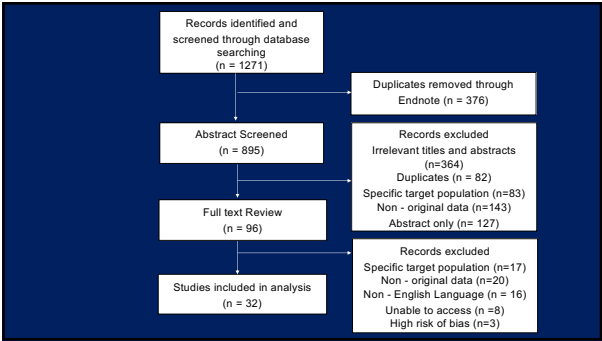 Records identified and
screened through database
searching
(n = 1271)
Duplicates removed through
Endnote (n = 376)
Abstract Screened
(n = 895)
Records excluded
Irrelevant titles and abstracts
(n=364)
Duplicates (n = 82)
Specific target population (n=83)
Non - original data (n=143)
Abstract only (n = 127)
Full text Review
(n = 96)
Records excluded
Specific target population (n=17)
Non - original data (n=20)
Non - English Language (n = 16)
Unable to access (n =8)
High risk of bias (n=3)
Studies included in analysis
(n = 32)